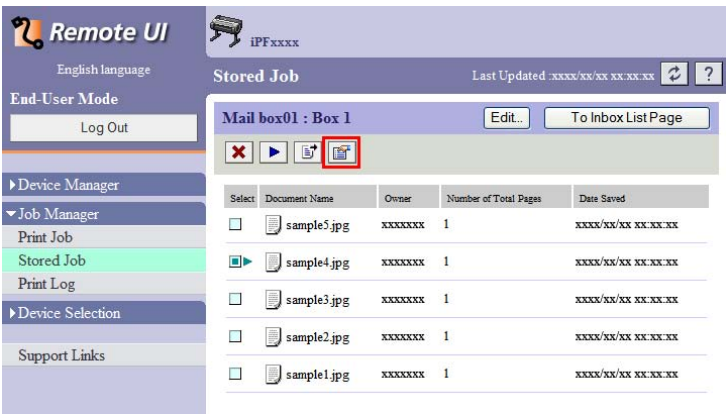 Remote UI
iPFxxxx
English language
Stored Job
Last Updated :xxxx/xx/xx xx:xx:xx
?
End-User Mode
Log Out
Mail box01 : Box 1
Edit...
To Inbox List Page
Device Manager
Job Manager
Print Job
Stored Job
Print Log
Device Selection
Support Links
Select Document Name Owner Number of Total Pages Date Saved
sample5.jpg xxxxxxx 1 xxxx/xx/xx xx:xx:xx
sample4.jpg xxxxxxx 1 xxxx/xx/xx xx:xx:xx
sample3.jpg xxxxxxx 1 xxxx/xx/xx xx:xx:xx
sample2.jpg xxxxxxx 1 xxxx/xx/xx xx:xx:xx
sample1.jpg xxxxxxx 1 xxxx/xx/xx xx:xx:xx